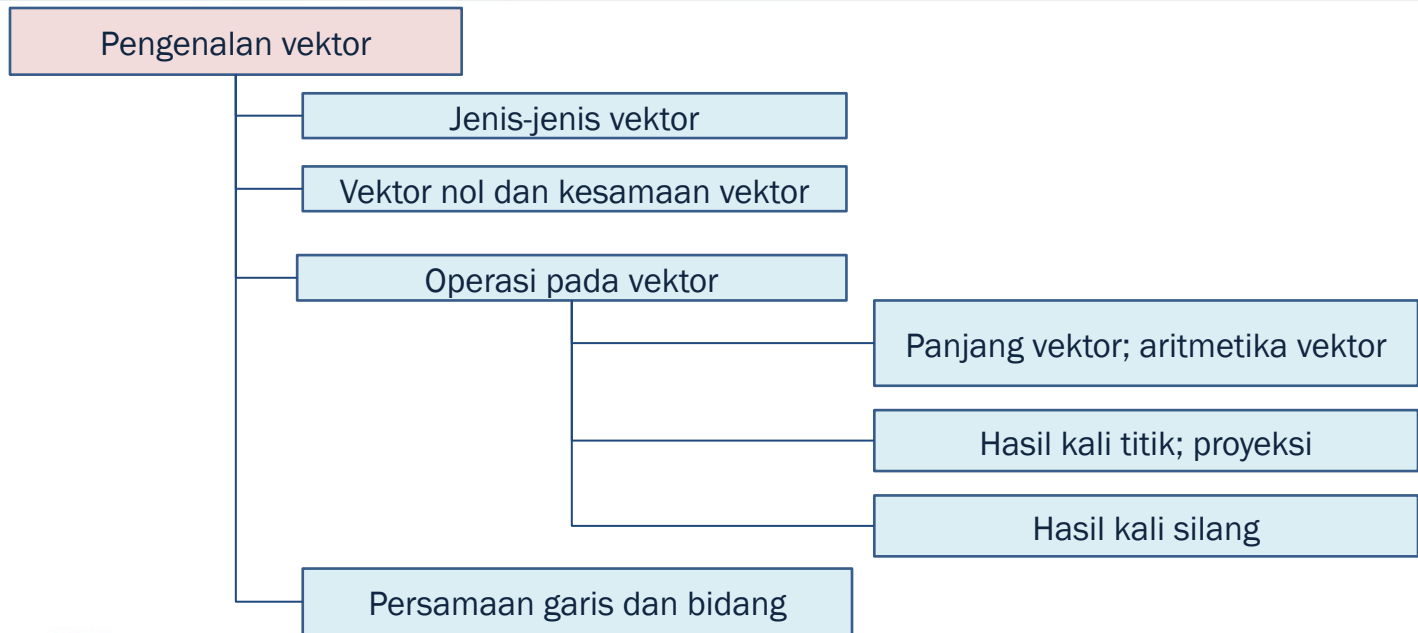 Pengenalan vektor
Jenis-jenis vektor
Vektor nol dan kesamaan vektor
Operasi pada vektor
Panjang vektor; aritmetika vektor
Hasil kali titik; proyeksi
Hasil kali silang
Persamaan garis dan bidang